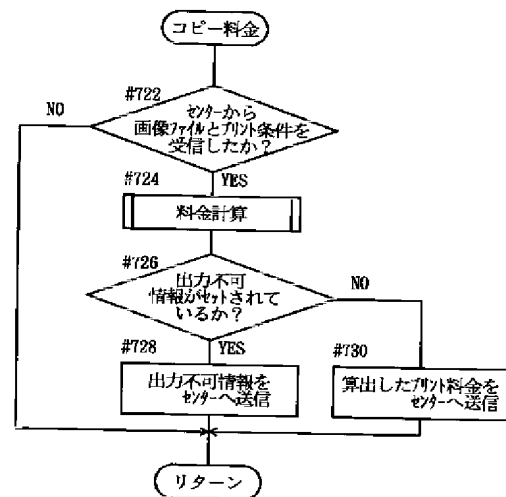 コピー料金
#722
センターから
画像ファイルとプリント条件を
受信したか？
NO
YES
#724
料金計算
#726
出力不可
情報がセットされて
いるか？
NO
YES
#728
出力不可情報を
センターへ送信
#730
算出したプリント料金を
センターへ送信
リターン